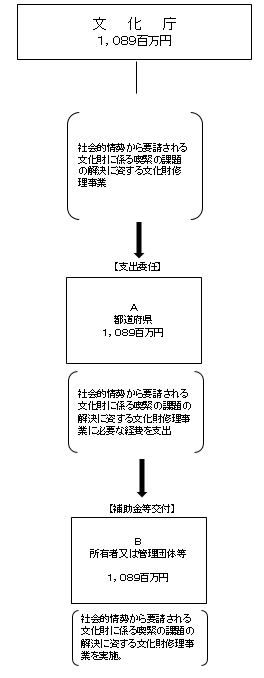 文　化　庁
１，０８９百万円
社会的情勢から要請される
文化財に係る喫緊の課題
の解決に資する文化財修
理事業
【支出委任】
Ａ
都道府県
１，０８９百万円
社会的情勢から要請される
文化財に係る喫緊の課題の
解決に資する文化財修理事
業に必要な経費を支出
【補助金等交付】
Ｂ
所有者又は管理団体等
１，０８９百万円
社会的情勢から要請される
文化財に係る喫緊の課題の
解決に資する文化財修理事
業を実施。